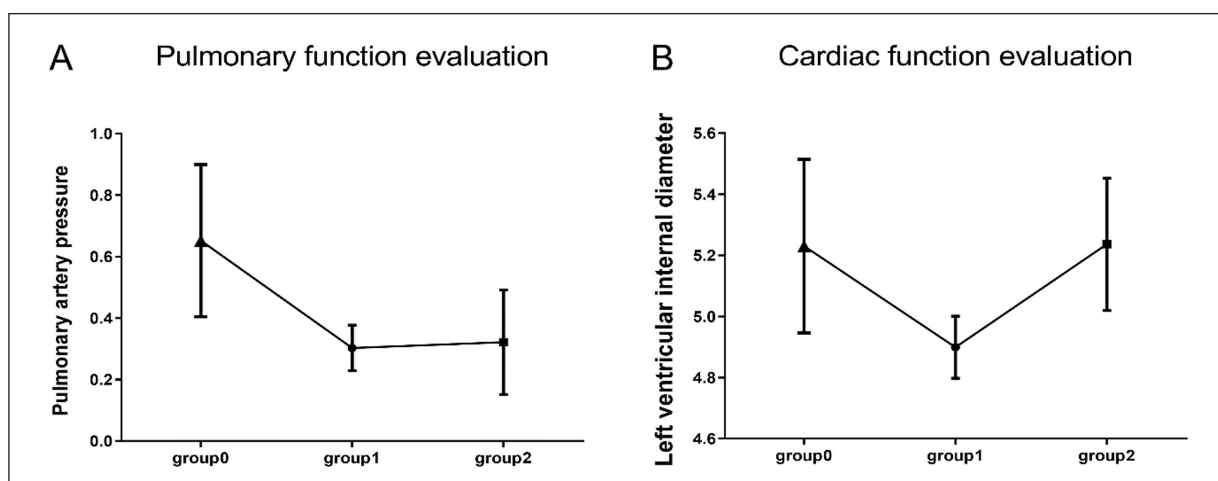 A Pulmonary function evaluation
Pulmonary artery pressure
1.0
0.8
0.6
0.4
0.2
0.0
group0 group1 group2
B Cardiac function evaluation
Left ventricular internal diameter
5.6
5.4
5.2
5.0
4.8
4.6
group0 group1 group2